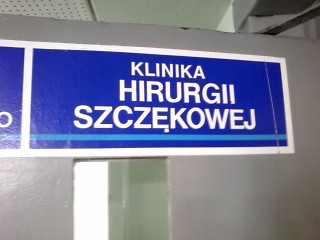 KLINIKA
HIRURGII
SZCZĘKOWEJ
O